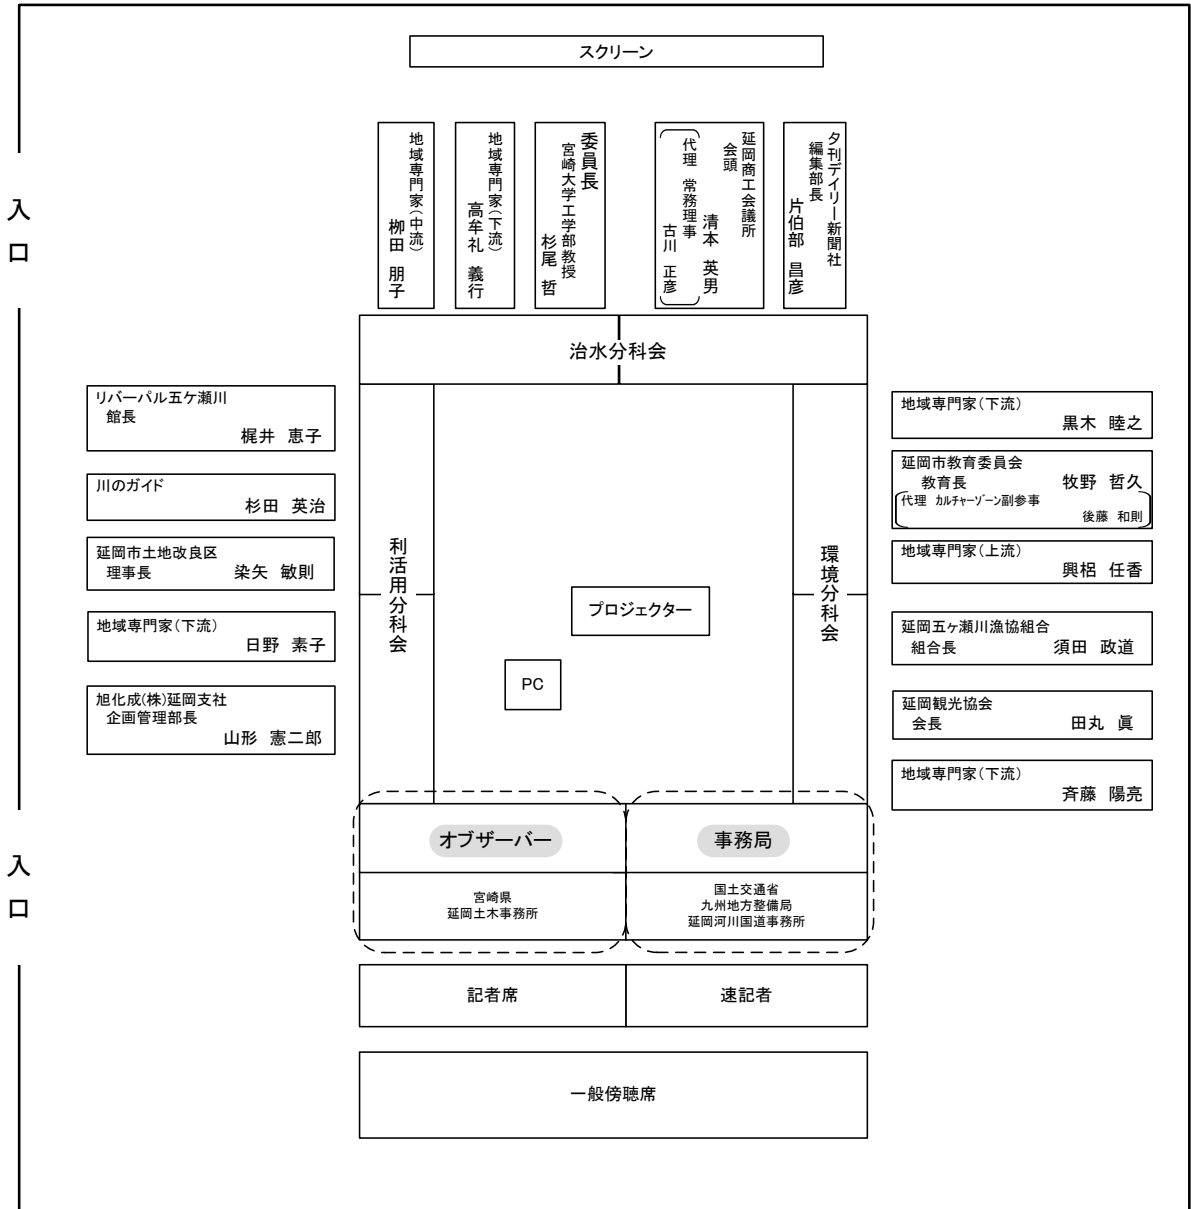 スクリーン
入口
地域専門家(中流)
栁田 朋子
地域専門家(下流)
高牟礼 義行
委員長
宮崎大学工学部教授
杉尾 哲
延岡商工会議所
会頭
清本 英男
代理 常務理事
古川 正彦
夕刊デイリー新聞社
編集部長
片伯部 昌彦
治水分科会
リバーパル五ケ瀬川
館長
梶井 恵子
川のガイド
杉田 英治
延岡市土地改良区
理事長 染矢 敏則
地域専門家(下流)
日野 素子
旭化成(株)延岡支社
企画管理部長
山形 憲二郎
利活用分科会
プロジェクター
PC
環境分科会
地域専門家(下流)
黒木 睦之
延岡市教育委員会
教育長 牧野 哲久
代理 カルチャーゾーン副参事
後藤 和則
地域専門家(上流)
興梠 任香
延岡五ヶ瀬川漁協組合
組合長 須田 政道
延岡観光協会
会長 田丸 眞
地域専門家(下流)
斉藤 陽亮
入口
オブザーバー
宮崎県
延岡土木事務所
事務局
国土交通省
九州地方整備局
延岡河川国道事務所
記者席
速記者
一般傍聴席